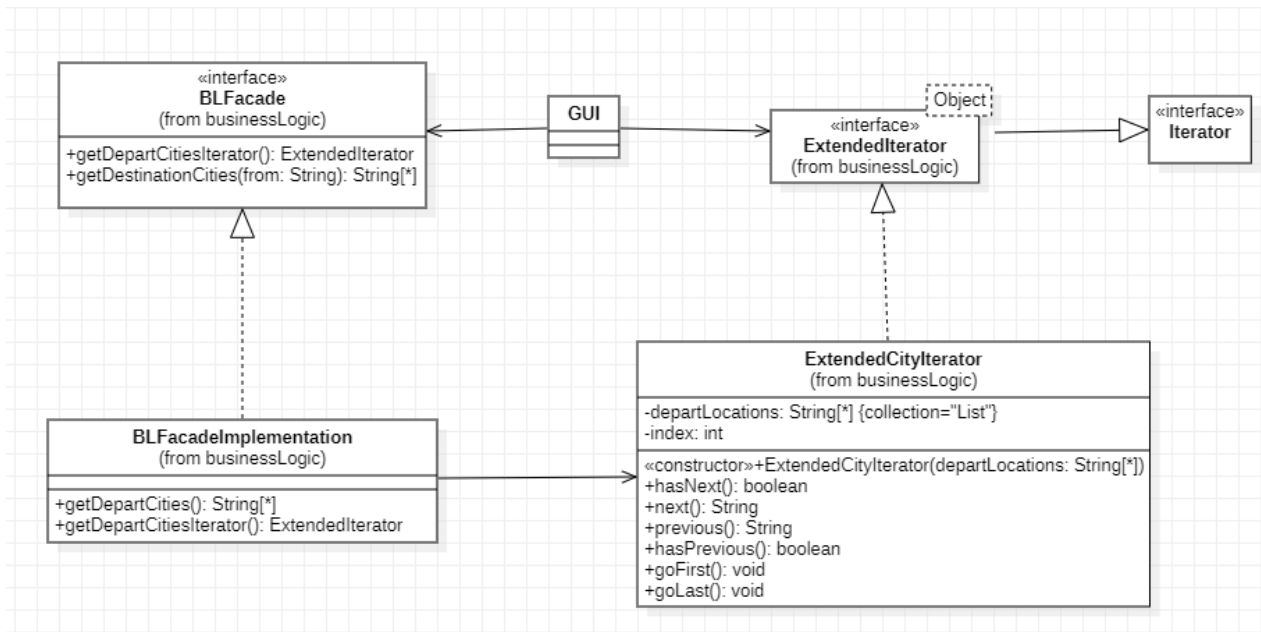 «interface»
BLFacade
(from businessLogic)
+getDepartCitiesIterator(): ExtendedIterator
+getDestinationCities(from: String): String[*]
GUI
Object
«interface»
ExtendedIterator
(from businessLogic)
«interface»
Iterator
BLFacadeImplementation
(from businessLogic)
+getDepartCities(): String[*]
+getDepartCitiesIterator(): ExtendedIterator
ExtendedCityIterator
(from businessLogic)
-departLocations: String[*] {collection="List"}
-index: int
«constructor»+ExtendedCityIterator(departLocations: String[*])
+hasNext(): boolean
+next(): String
+previous(): String
+hasPrevious(): boolean
+goFirst(): void
+goLast(): void